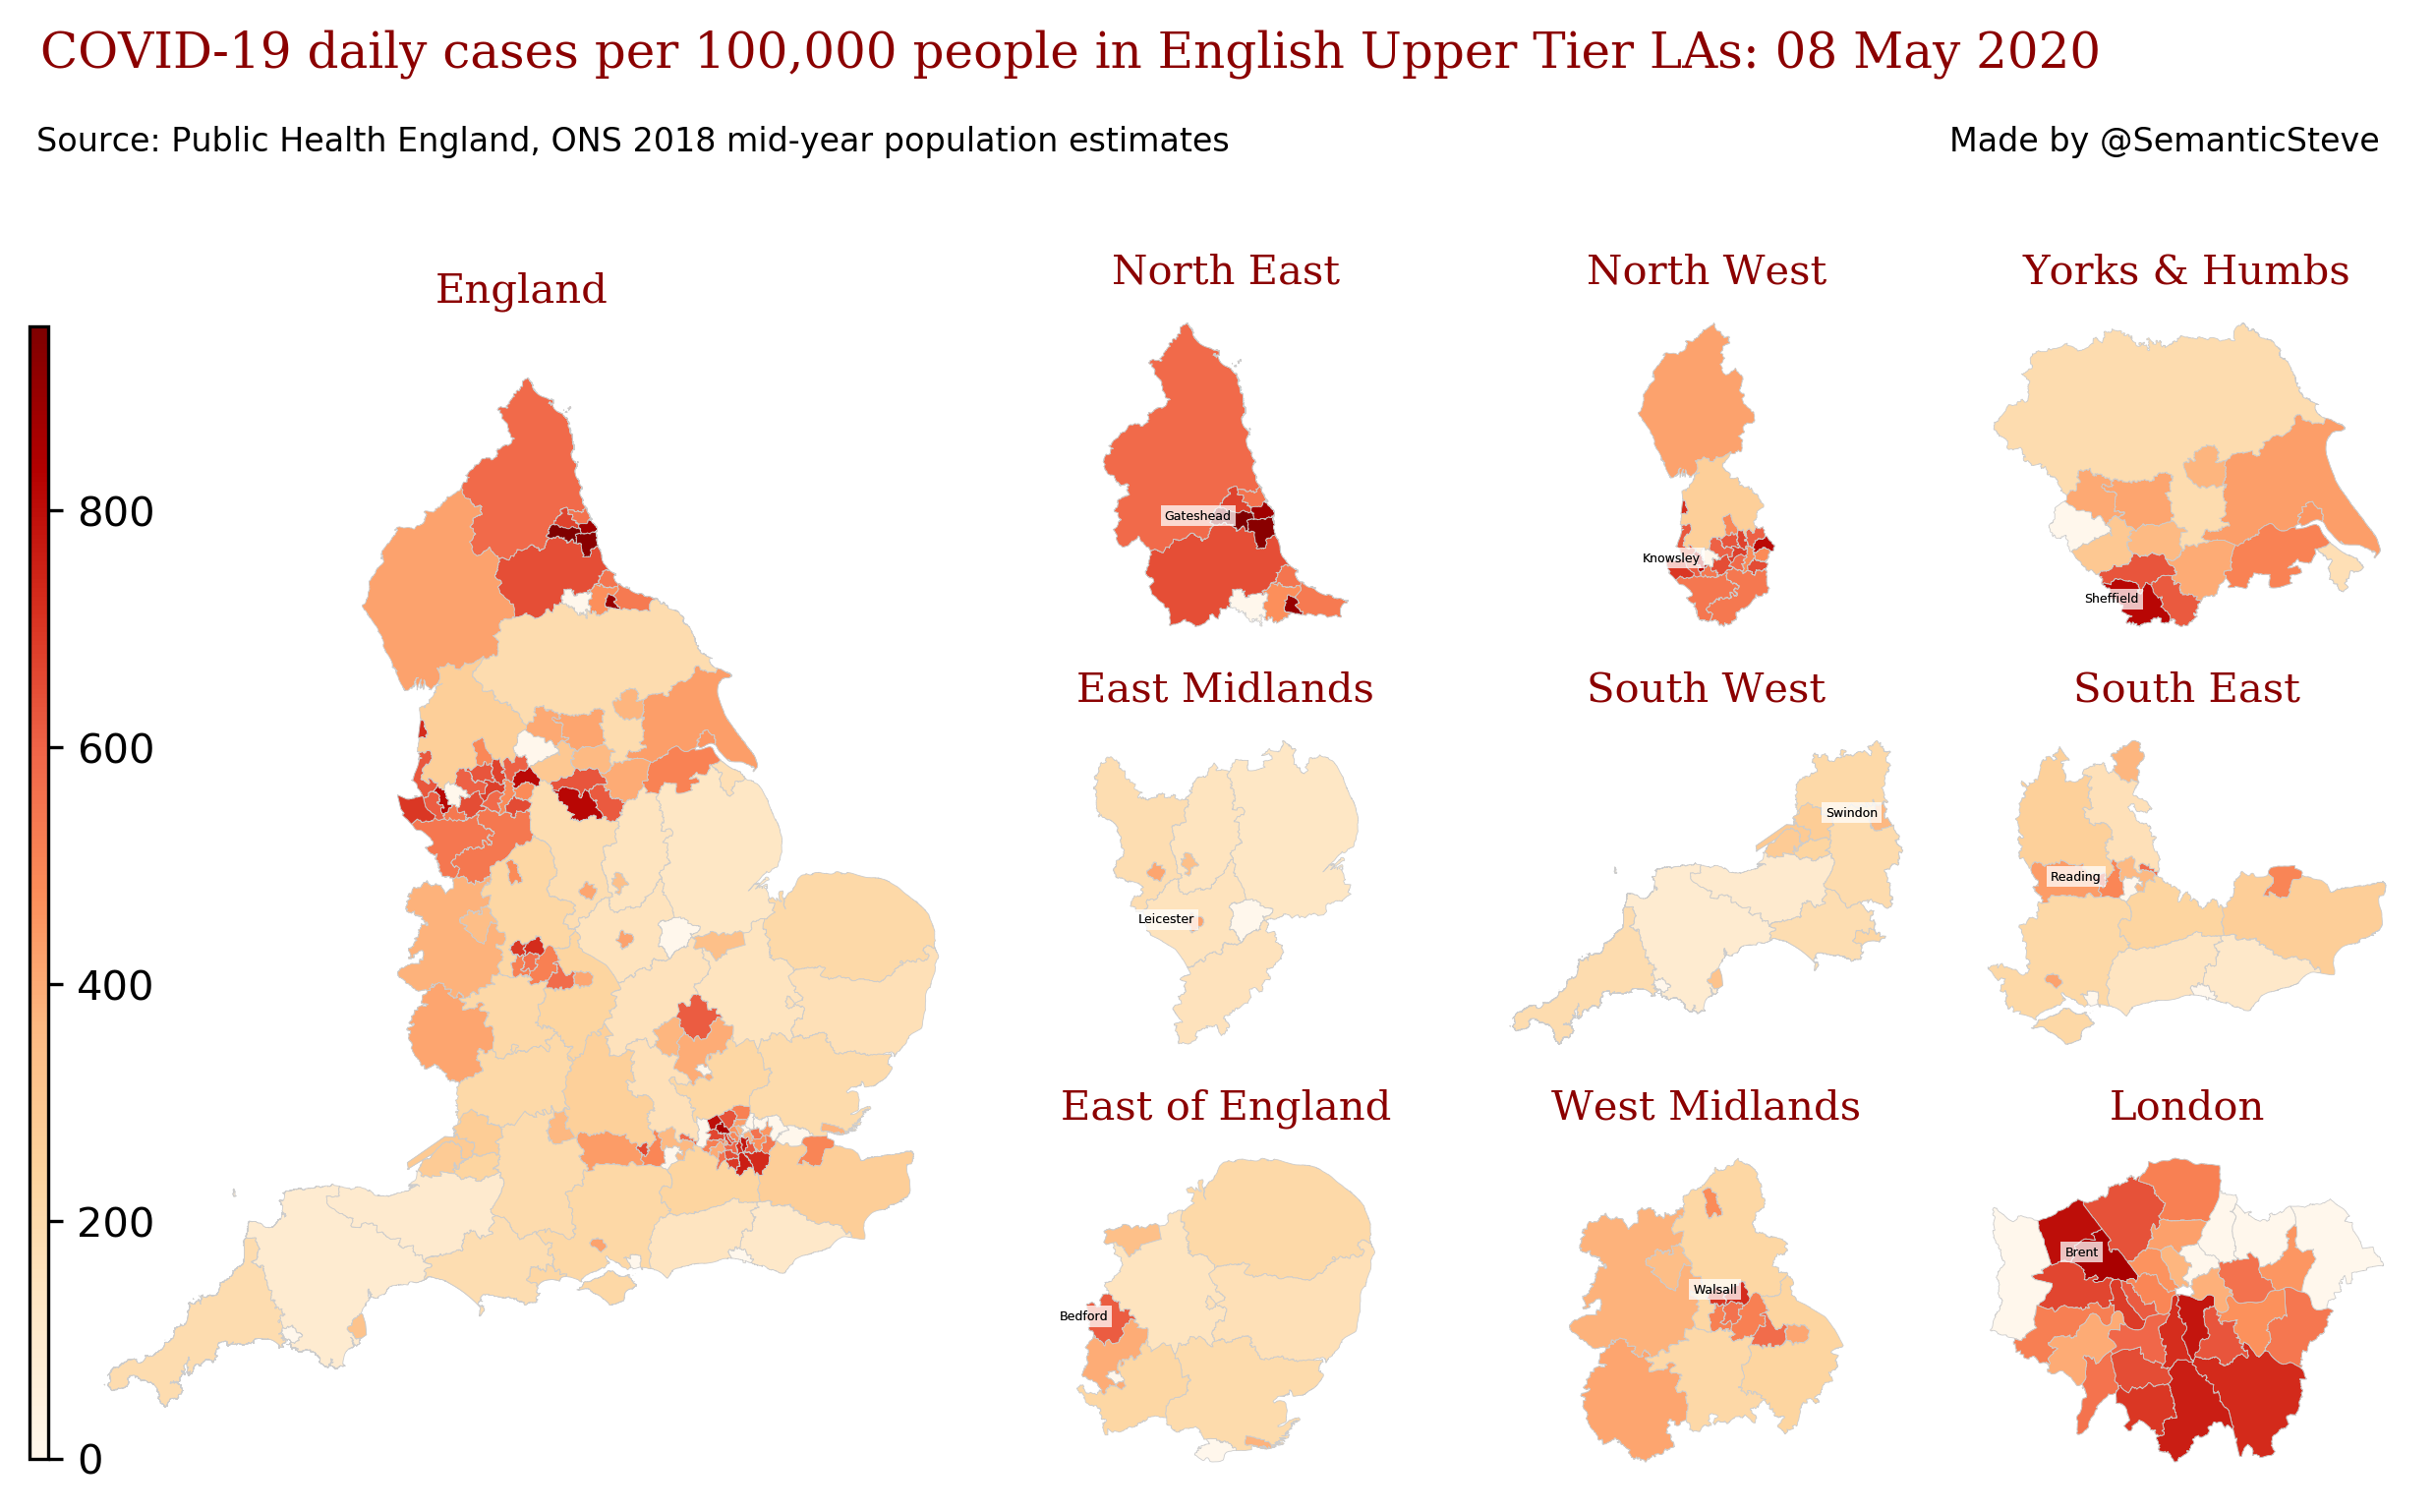 COVID-19 daily cases per 100,000 people in English Upper Tier LAs: 08 May 2020
Source: Public Health England, ONS 2018 mid-year population estimates
Made by @SemanticSteve
England
800
600
400
200
0
North East
Gateshead
North West
Knowsley
Yorks & Humbs
Sheffield
East Midlands
Leicester
South West
Swindon
South East
Reading
East of England
Bedford
West Midlands
Walsall
London
Brent